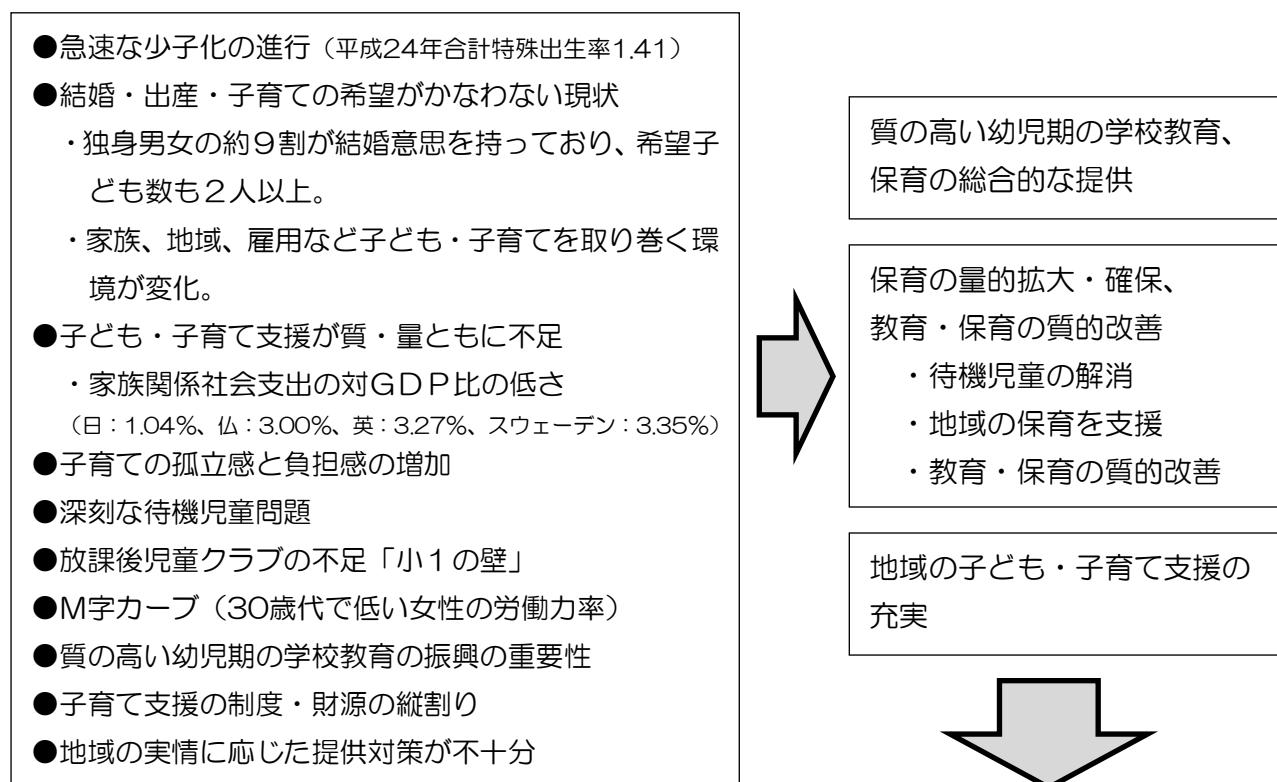 ●急速な少子化の進行（平成24年合計特殊出生率1.41）
●結婚・出産・子育ての希望がかなわない現状
・独身男女の約９割が結婚意思を持っており、希望子
ども数も２人以上。
・家族、地域、雇用など子ども・子育てを取り巻く環
境が変化。
●子ども・子育て支援が質・量ともに不足
・家族関係社会支出の対ＧＤＰ比の低さ
（日：1.04%、仏：3.00%、英：3.27%、スウェーデン：3.35%）
●子育ての孤立感と負担感の増加
●深刻な待機児童問題
●放課後児童クラブの不足「小１の壁」
●M字カーブ（30歳代で低い女性の労働力率）
●質の高い幼児期の学校教育の振興の重要性
●子育て支援の制度・財源の縦割り
●地域の実情に応じた提供対策が不十分
質の高い幼児期の学校教育、
保育の総合的な提供
保育の量的拡大・確保、
教育・保育の質的改善
・待機児童の解消
・地域の保育を支援
・教育・保育の質的改善
地域の子ども・子育て支援の
充実